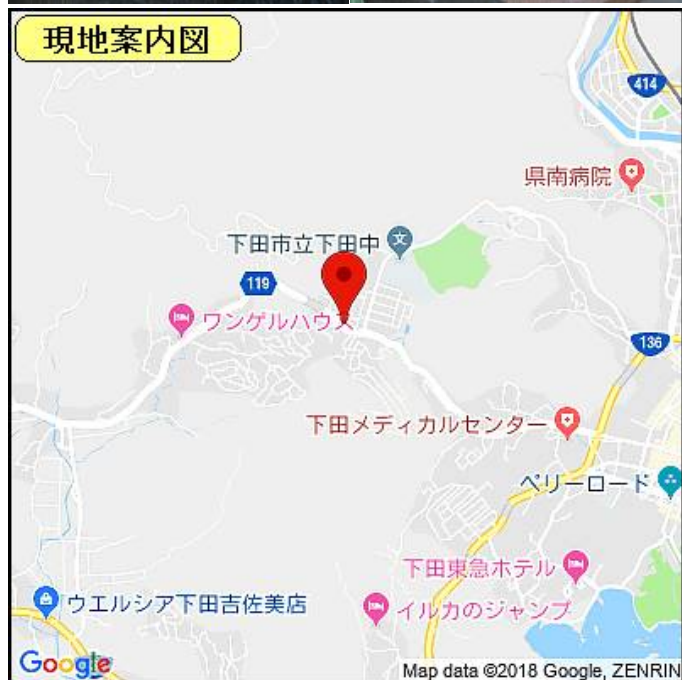 現地案内図
414
県南病院
下田市立下田中
119
ワンゲルハウス
136
下田メディカルセンター
ペリーロード
下田東急ホテル
ウエルシア下田吉佐美店
イルカのジャンプ
Google
Map data ©2018 Google, ZENRIN